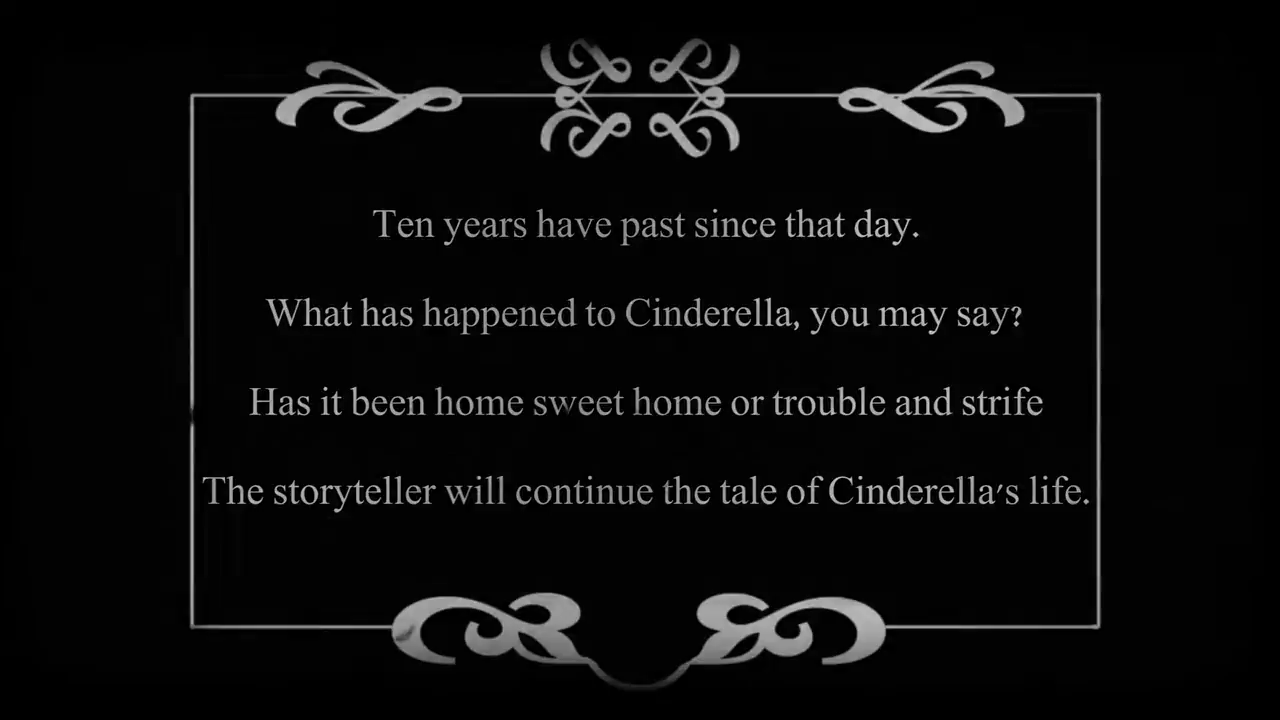 Ten years have past since that day.
What has happened to Cinderella, you may say?
Has it been home sweet home or trouble and strife
The storyteller will continue the tale of Cinderella's life.